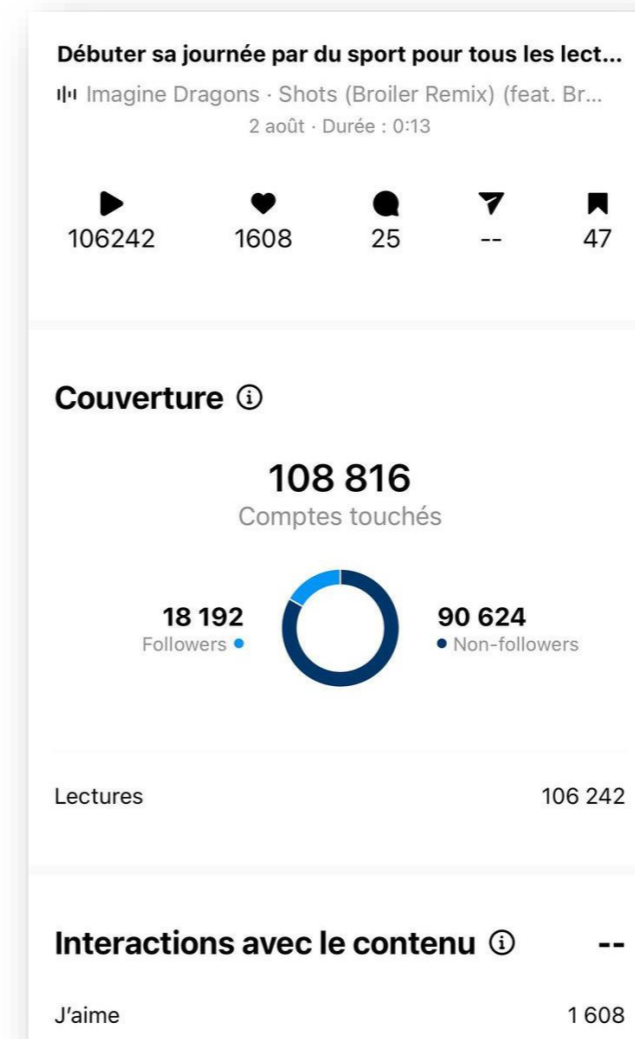 Débuter sa journée par du sport pour tous les lect...
Imagine Dragons · Shots (Broiler Remix) (feat. Br...
2 août · Durée : 0:13
106242 1608 25 -- 47
Couverture
108 816
Comptes touchés
18 192 90 624
Followers Non-followers
Lectures 106 242
Interactions avec le contenu --
J'aime 1 608